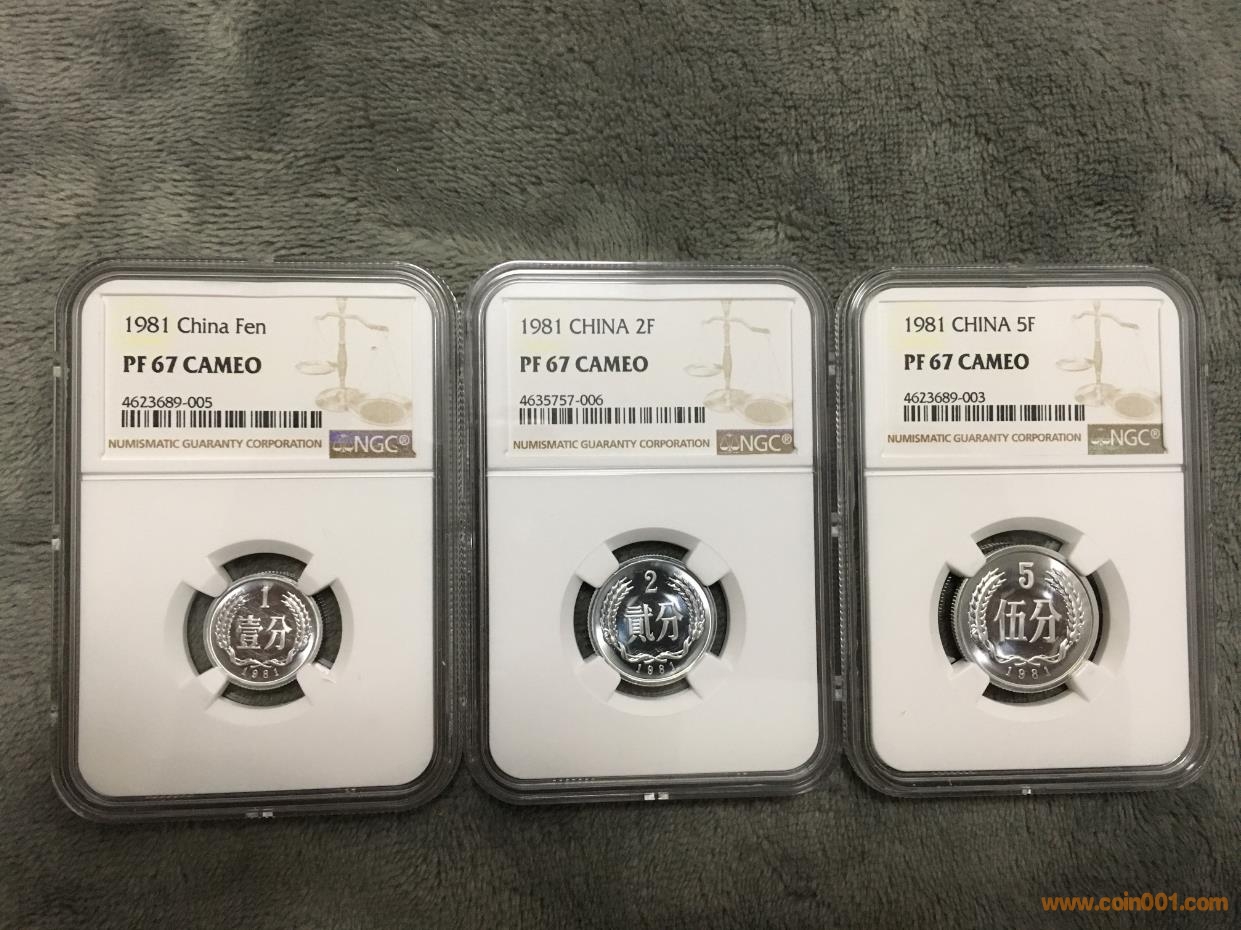 1981 China Fen
PF 67 CAMEO
4623689-005
NUMISMATIC GUARANTY CORPORATION
NGC®
1
壹分
1981
1981 CHINA 2F
PF 67 CAMEO
4635757-006
NUMISMATIC GUARANTY CORPORATION
NGC®
2
貳分
1981
1981 CHINA 5F
PF 67 CAMEO
4623689-003
NUMISMATIC GUARANTY CORPORATION
NGC®
5
伍分
1981
www.coin001.com